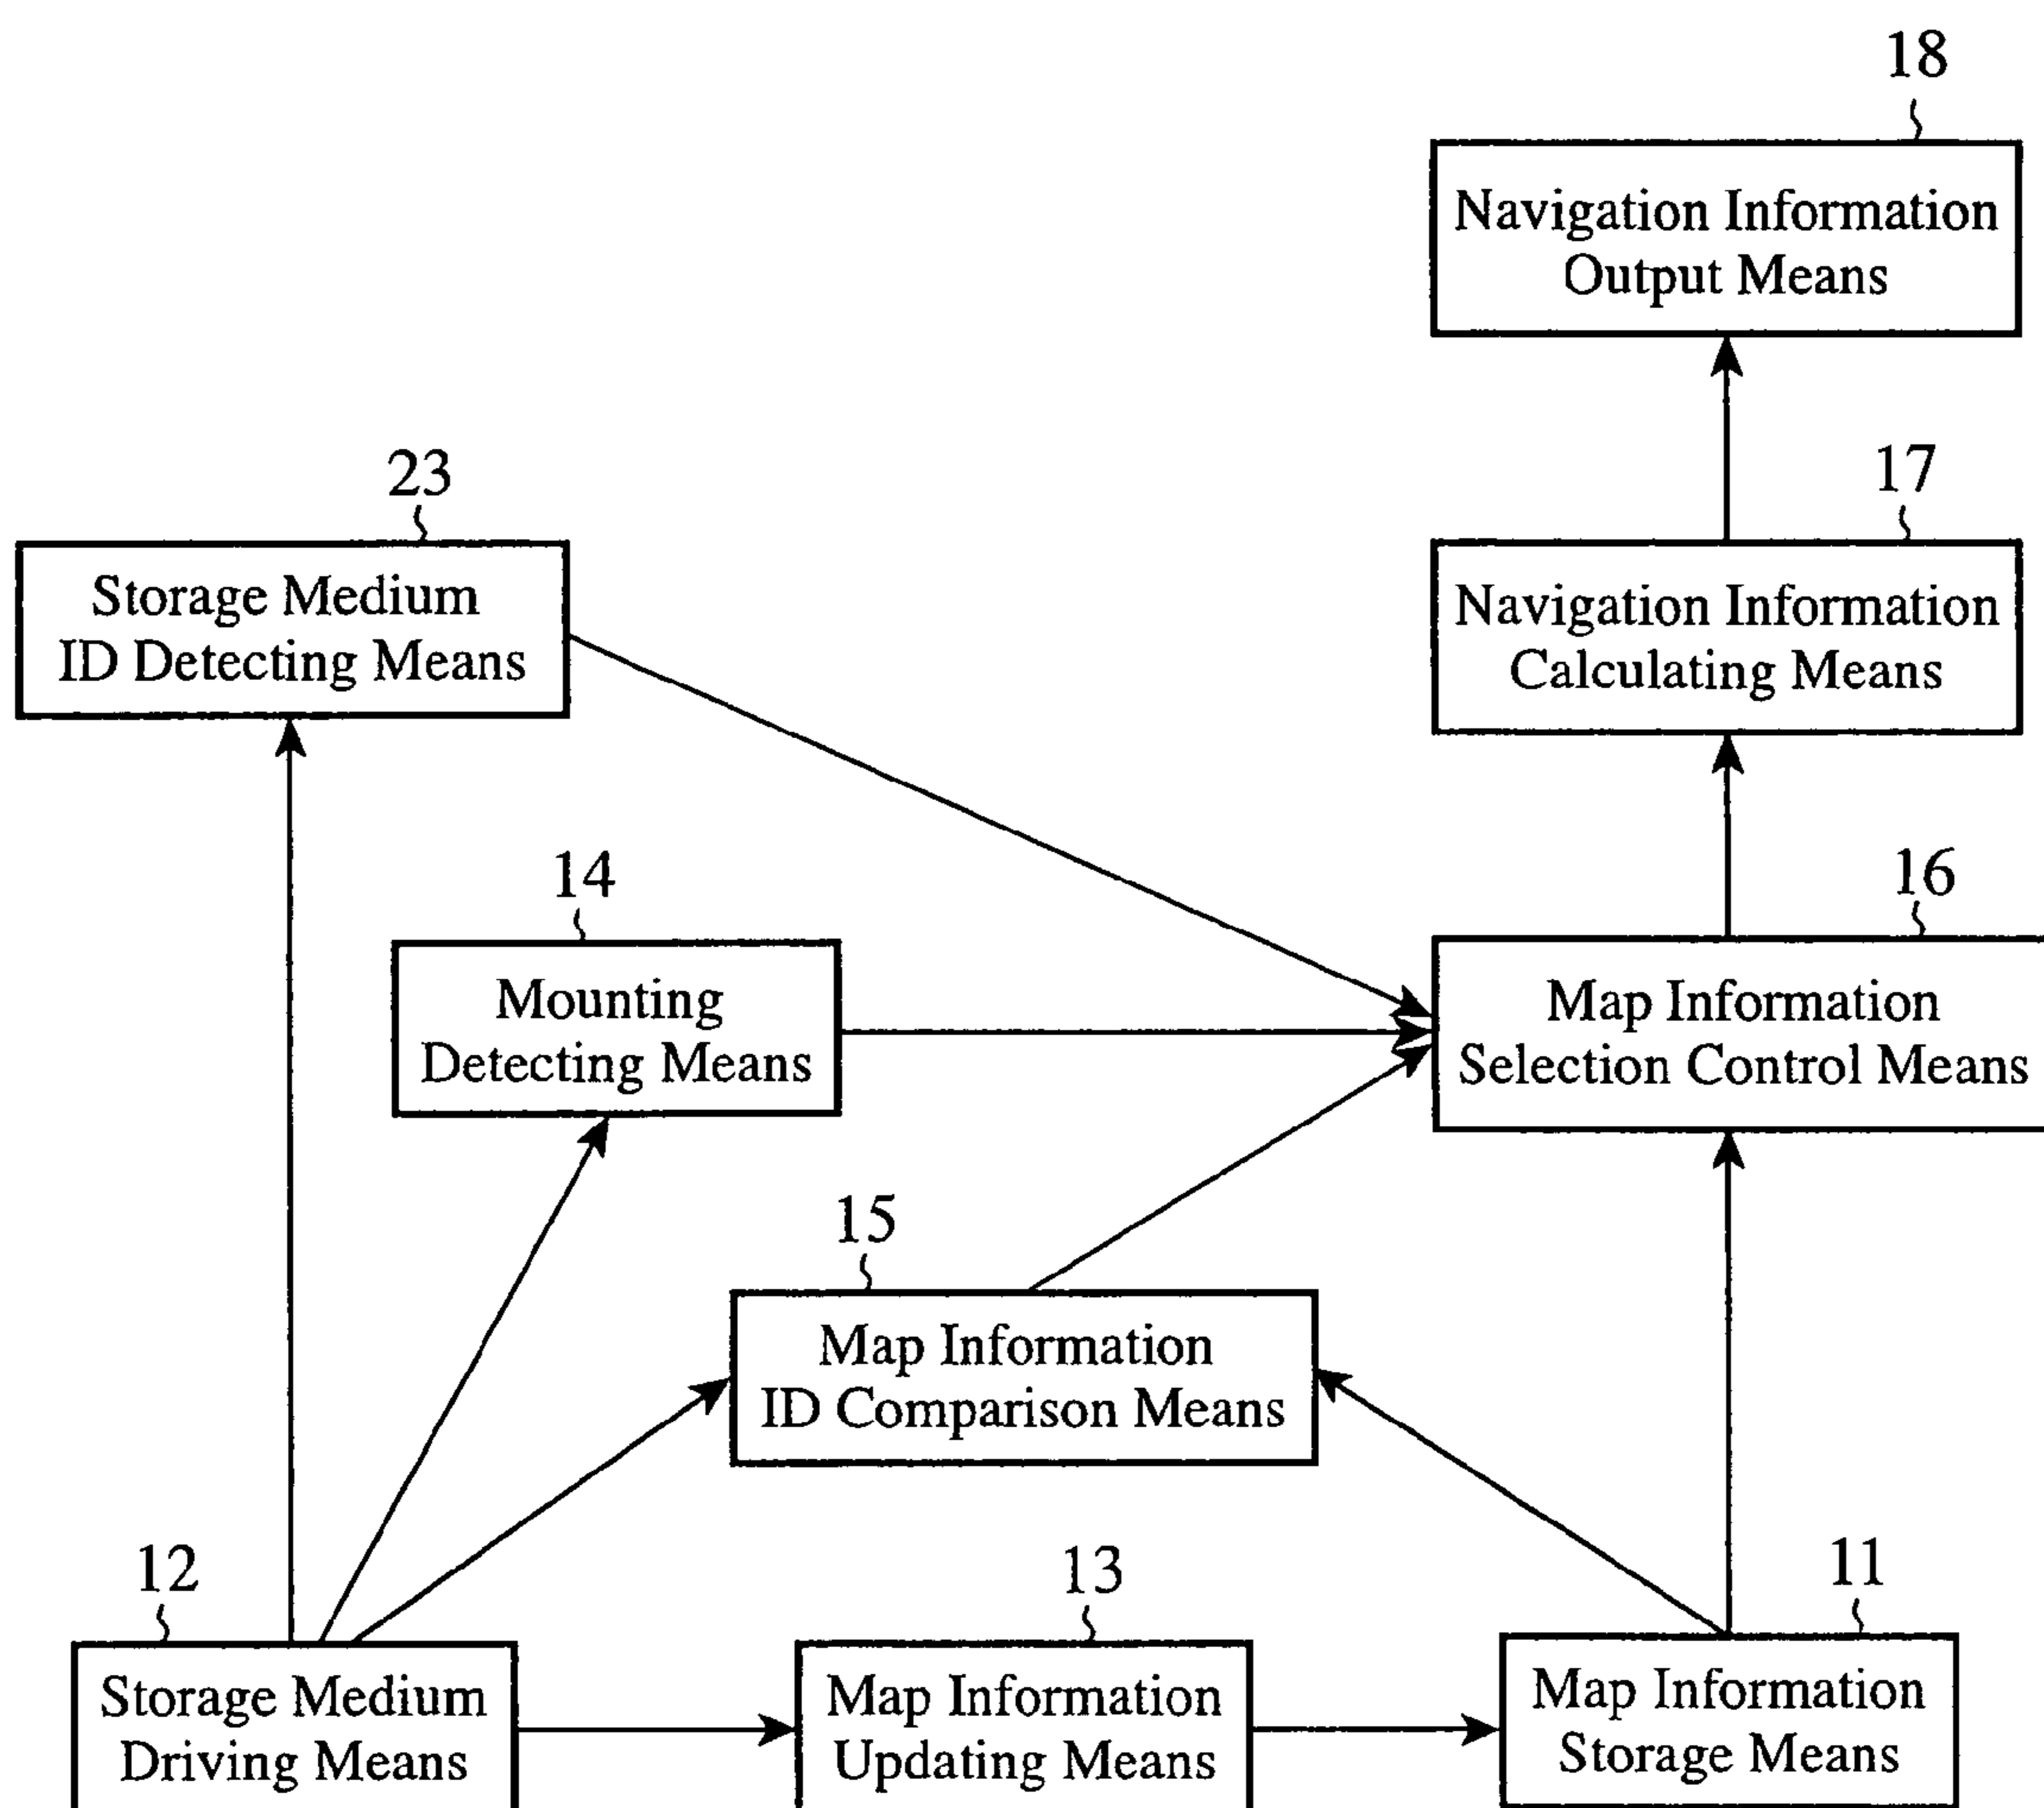 18
Navigation Information
Output Means
23
Storage Medium
ID Detecting Means
17
Navigation Information
Calculating Means
14
Mounting
Detecting Means
16
Map Information
Selection Control Means
15
Map Information
ID Comparison Means
12
Storage Medium
Driving Means
13
Map Information
Updating Means
11
Map Information
Storage Means